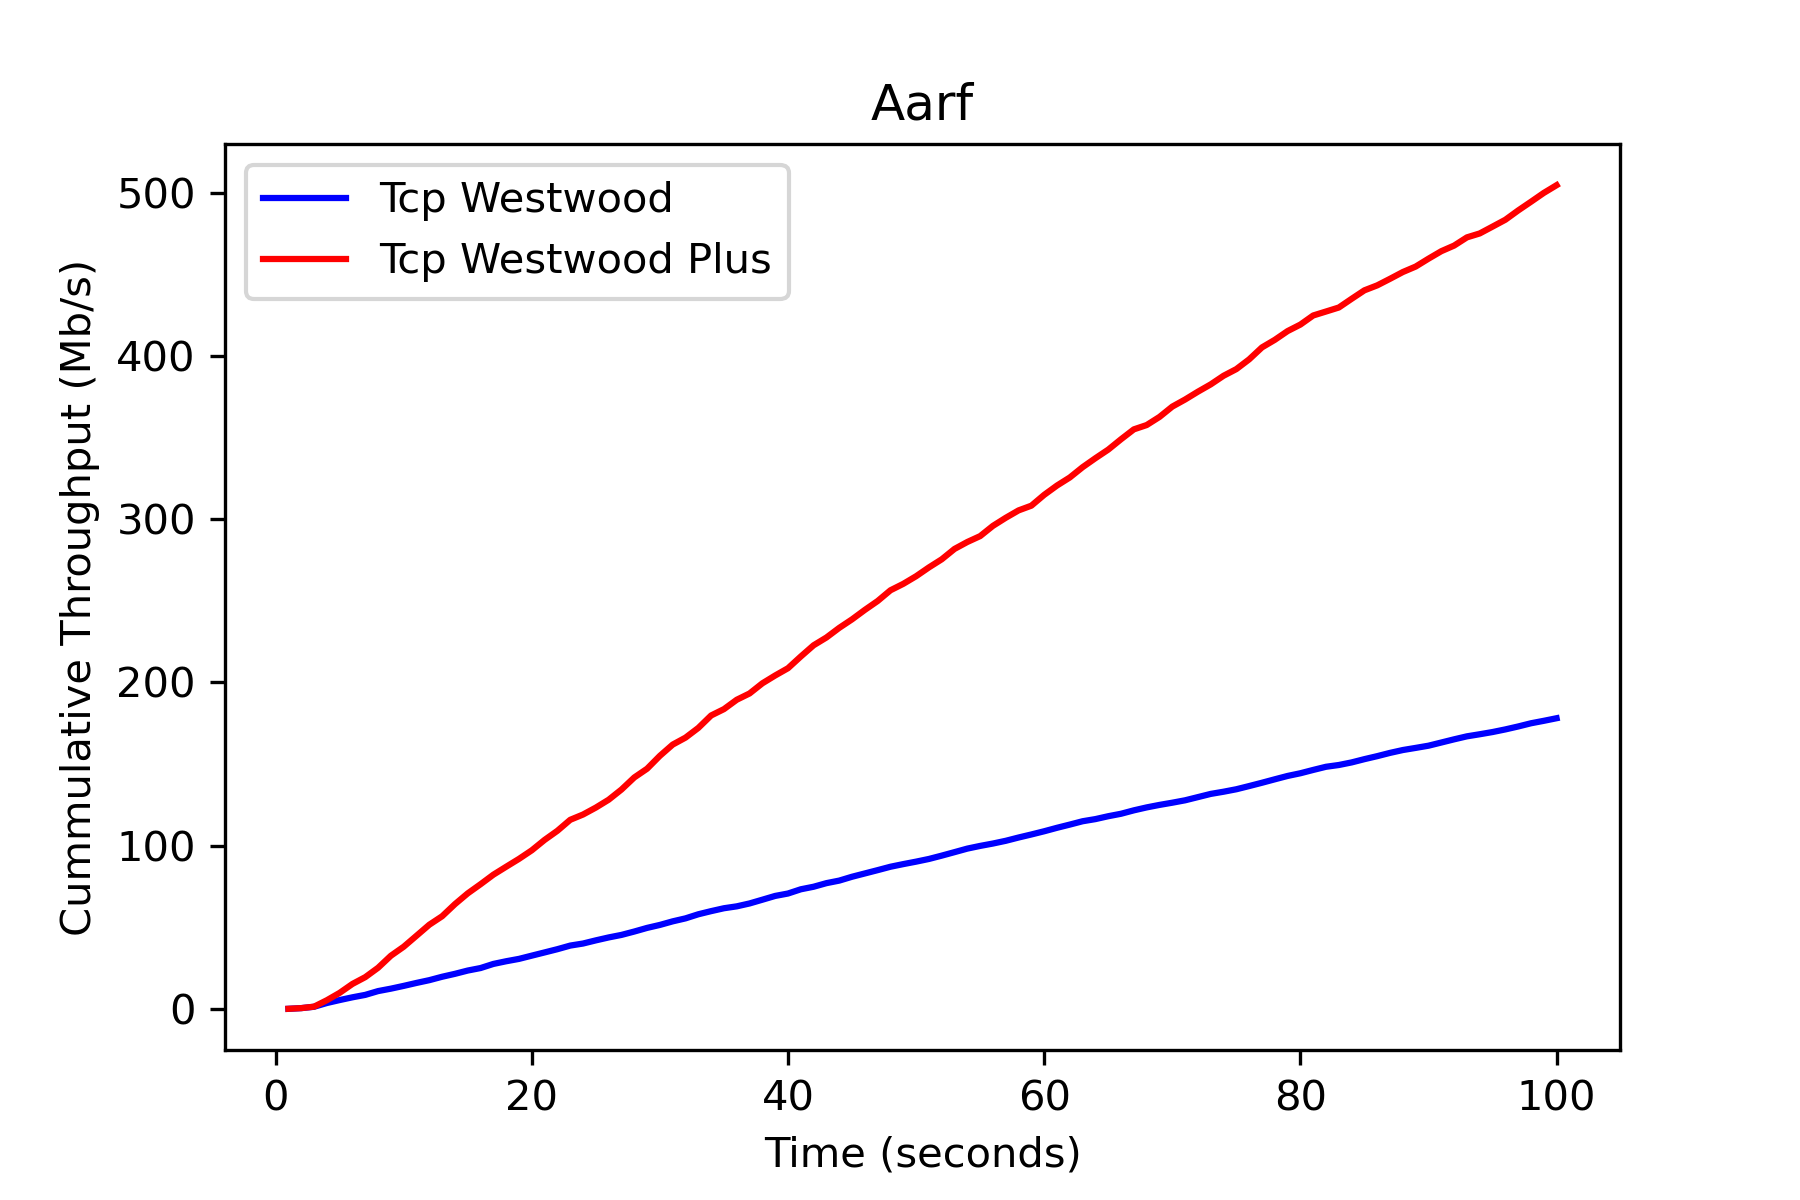 Aarf
Tcp Westwood
Tcp Westwood Plus
Cummulative Throughput (Mb/s)
500
400
300
200
100
0
0 20 40 60 80 100
Time (seconds)